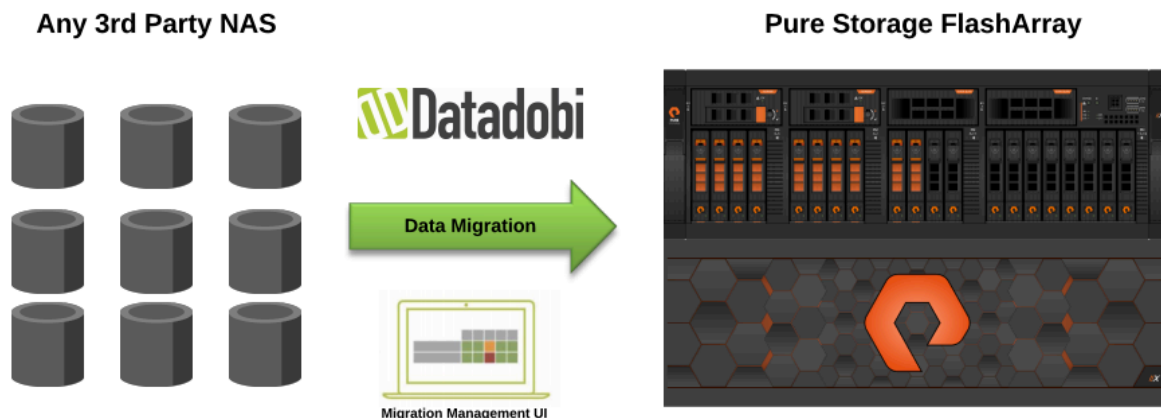 Any 3rd Party NAS
Pure Storage FlashArray
Datadobi
Data Migration
Migration Management UI